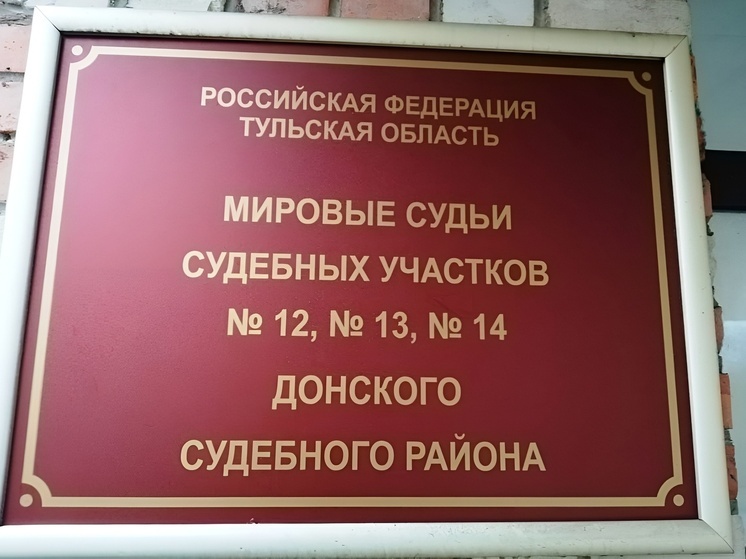 РОССИЙСКАЯ ФЕДЕРАЦИЯ
ТУЛЬСКАЯ ОБЛАСТЬ
МИРОВЫЕ СУДЬИ
СУДЕБНЫХ УЧАСТКОВ
№ 12, № 13, № 14
ДОНСКОГО
СУДЕБНОГО РАЙОНА